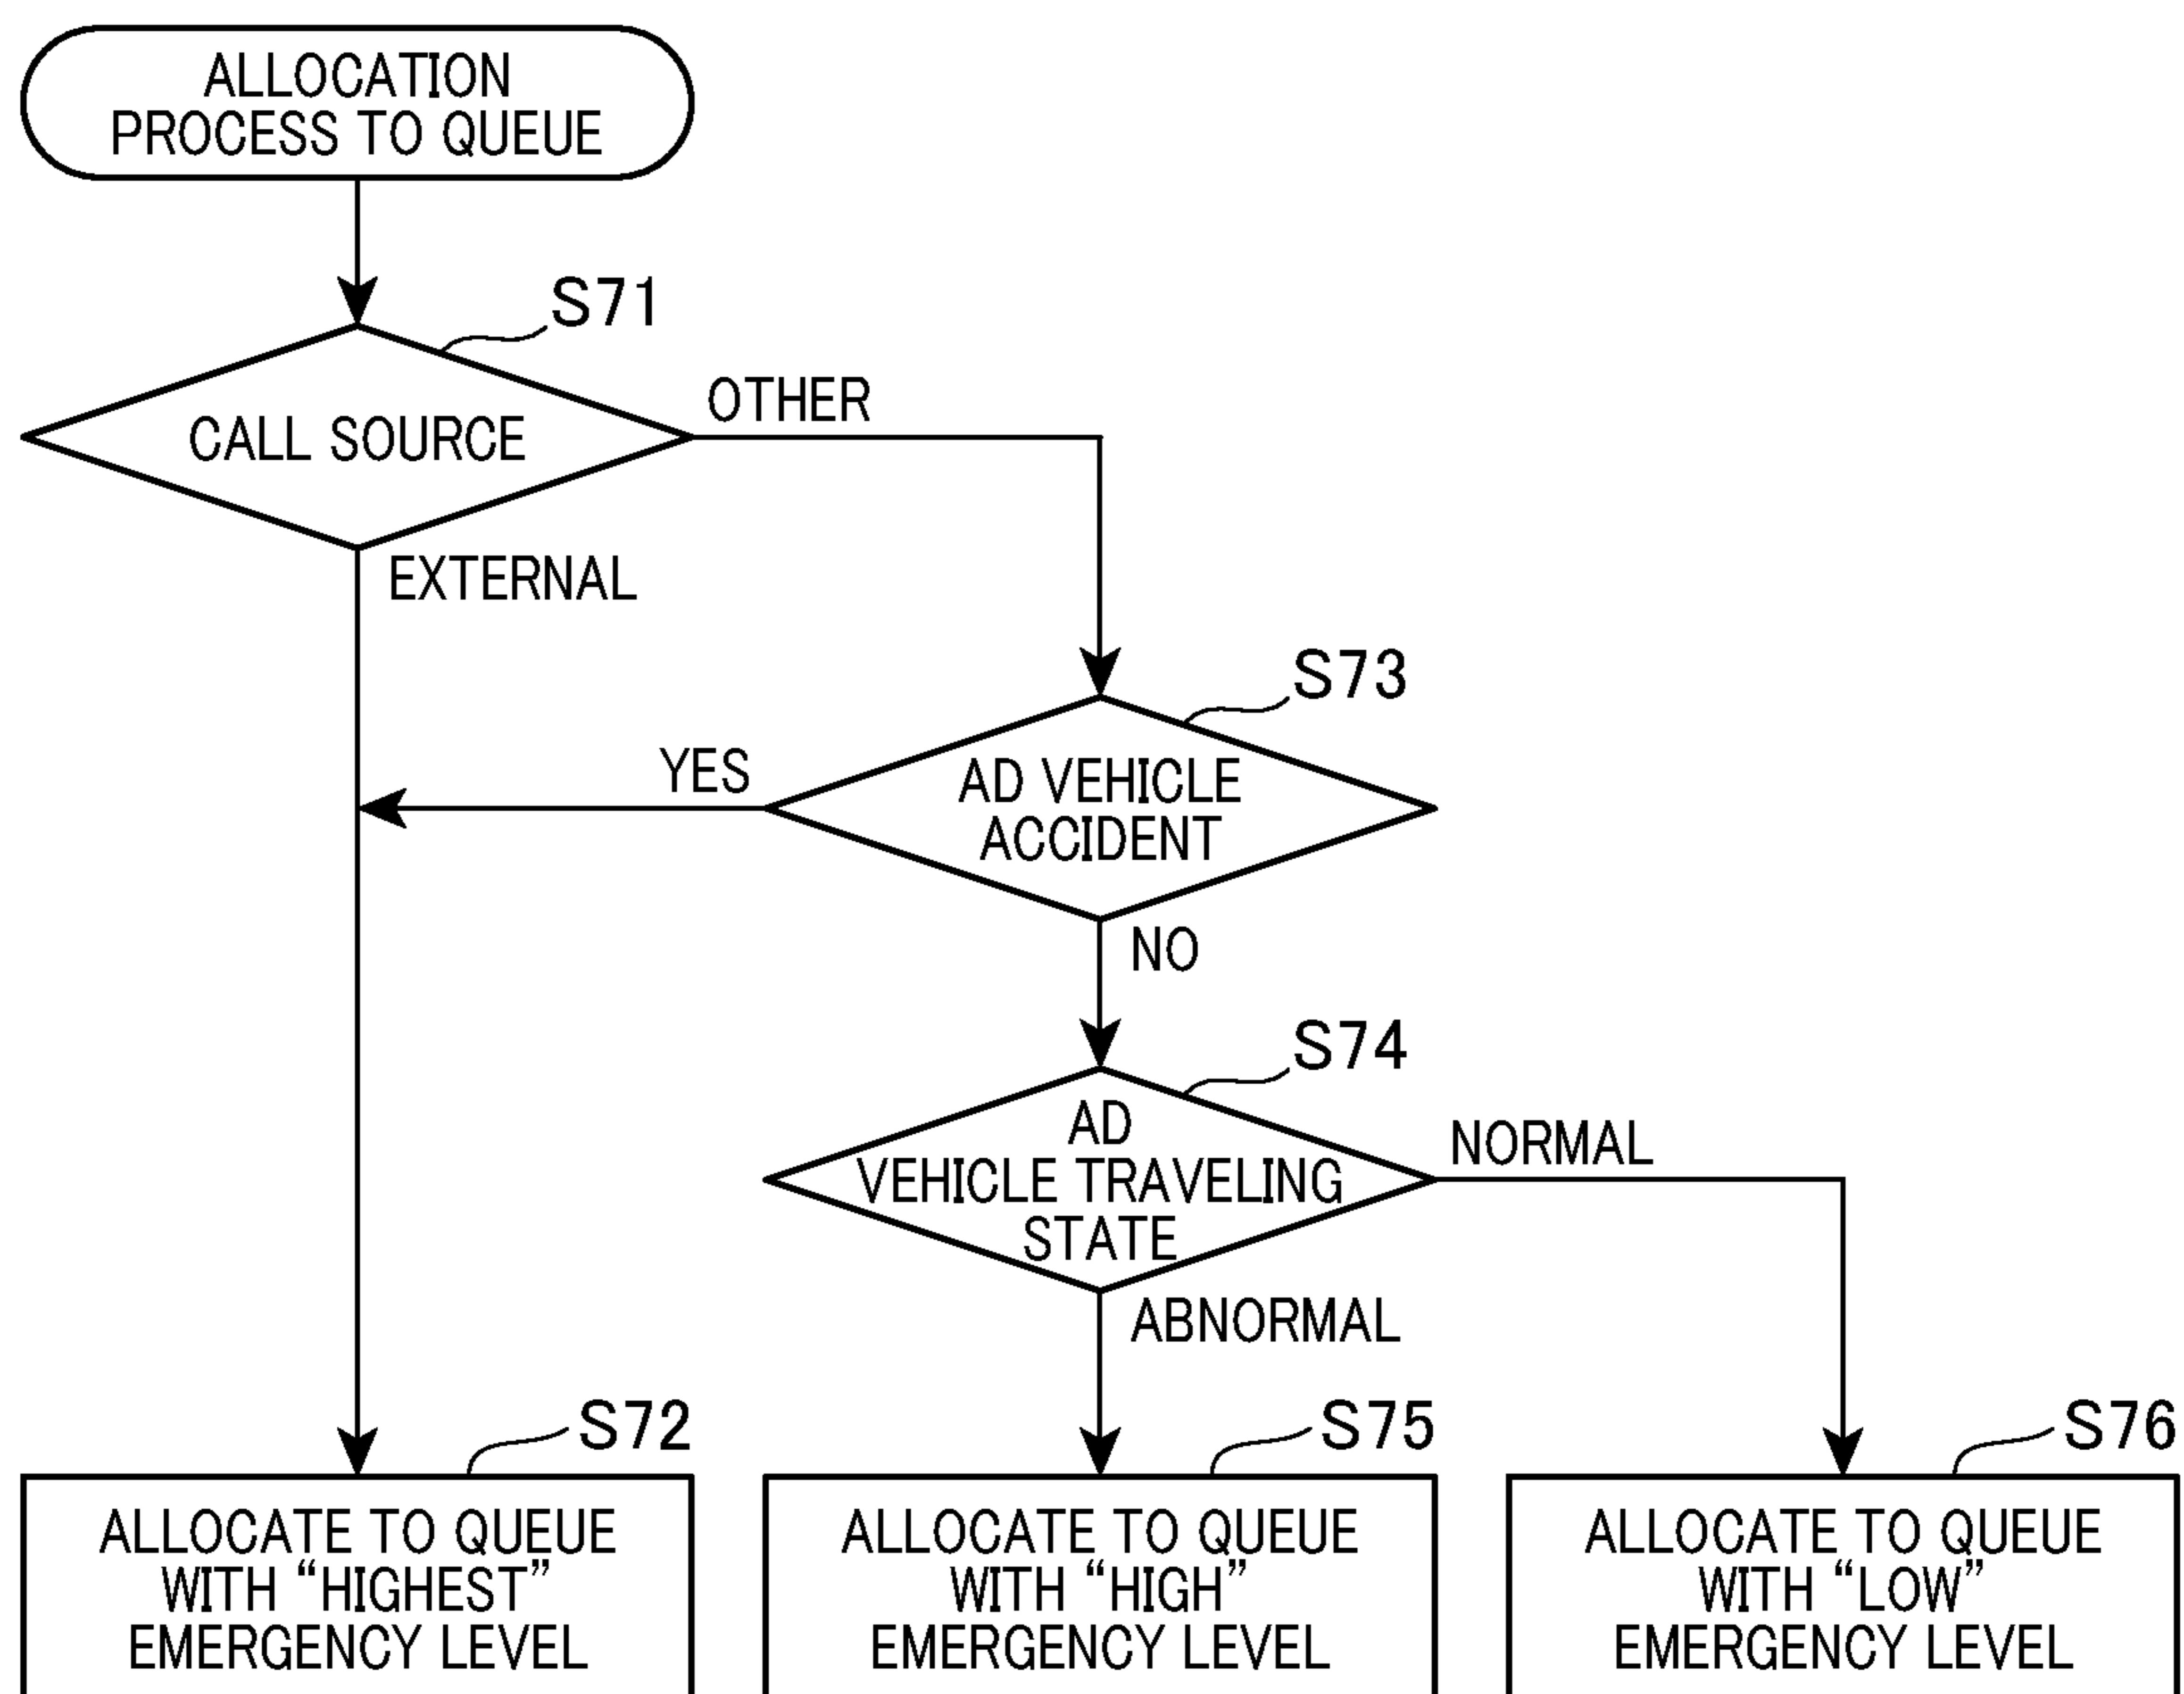 ALLOCATION
PROCESS TO QUEUE
S71
CALL SOURCE
OTHER
EXTERNAL
S73
YES
AD VEHICLE
ACCIDENT
NO
S74
AD
VEHICLE TRAVELING
STATE
NORMAL
ABNORMAL
S72
ALLOCATE TO QUEUE
WITH “HIGHEST”
EMERGENCY LEVEL
S75
ALLOCATE TO QUEUE
WITH “HIGH”
EMERGENCY LEVEL
S76
ALLOCATE TO QUEUE
WITH “LOW”
EMERGENCY LEVEL